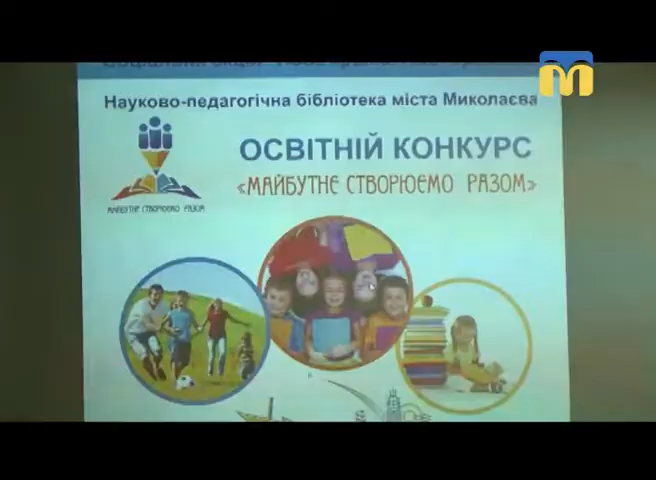 Науково-педагогічна бібліотека міста Миколаєва
ОСВІТНІЙ КОНКУРС
«МАЙБУТНЄ СТВОРЮЄМО РАЗОМ»
МАЙБУТНЄ СТВОРЮЄМО РАЗОМ